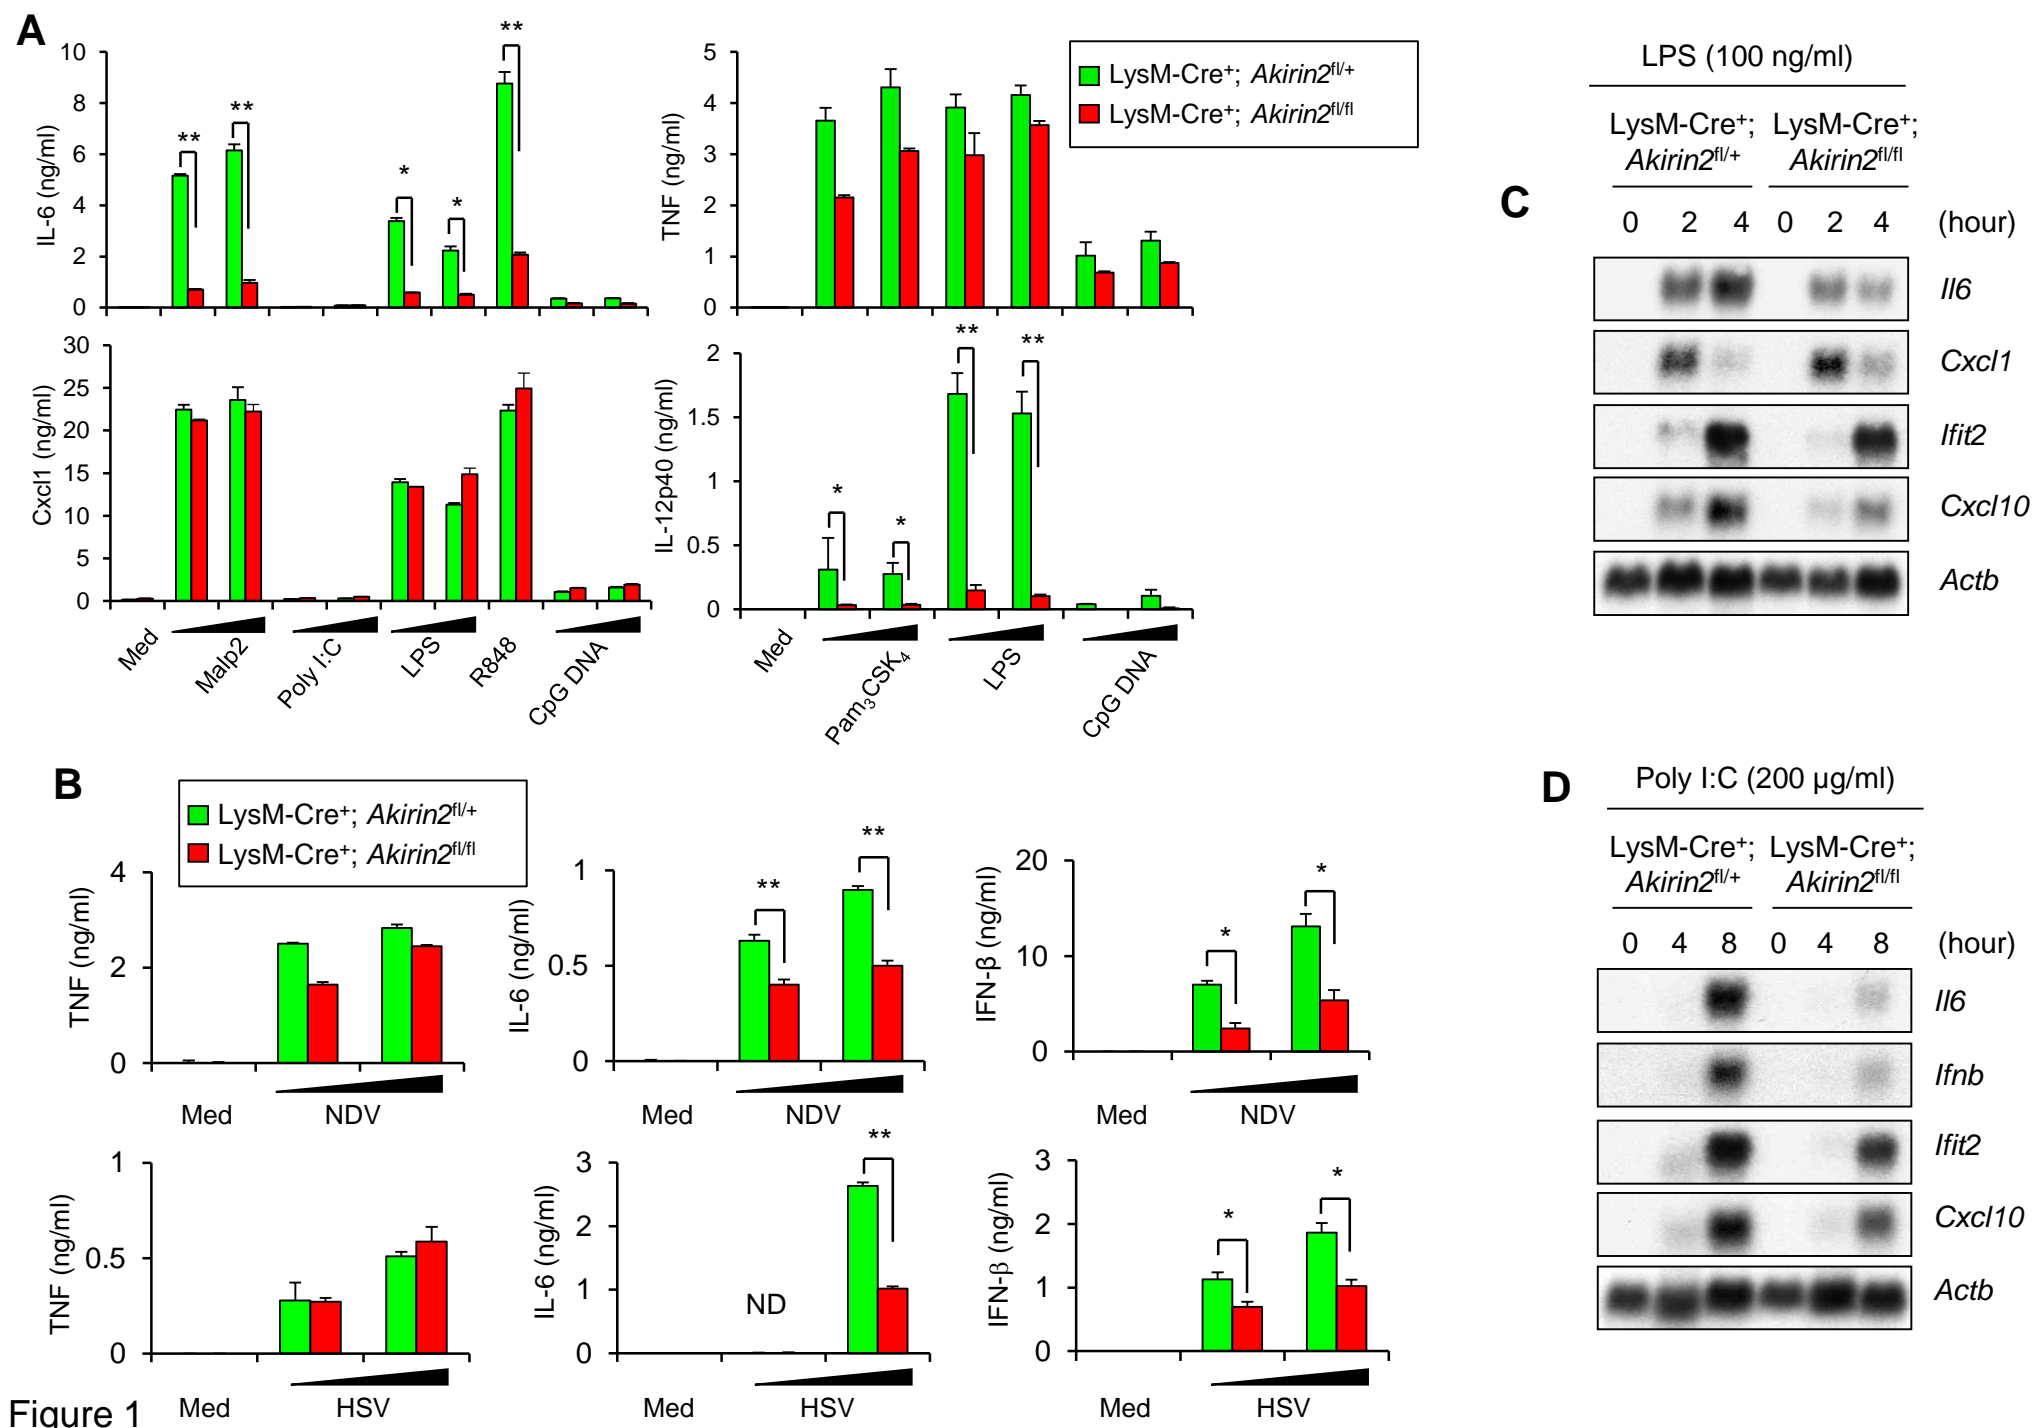 A
IL-6 (ng/ml)
10
8
6
4
2
0
**
**
*
*
**
TNF (ng/ml)
5
4
3
2
1
0
LysM-Cre+; Akirin2fl/+
LysM-Cre+; Akirin2fl/fl
Cxcl1 (ng/ml)
30
25
20
15
10
5
0
Med
Malp2
Poly I:C
LPS
R848
CpG DNA
IL-12p40 (ng/ml)
2
1.5
1
0.5
0
*
*
**
**
Med
Pam3CSK4
LPS
CpG DNA
C
LPS (100 ng/ml)
LysM-Cre+; LysM-Cre+;
Akirin2fl/+ Akirin2fl/fl
0 2 4 0 2 4 (hour)
Il6
Cxcl1
Ifit2
Cxcl10
Actb
B
LysM-Cre+; Akirin2fl/+
LysM-Cre+; Akirin2fl/fl
TNF (ng/ml)
4
2
0
Med NDV
IL-6 (ng/ml)
1
0.5
0
**
**
Med NDV
IFN-β (ng/ml)
20
10
0
*
*
Med NDV
TNF (ng/ml)
1
0.5
0
Med HSV
IL-6 (ng/ml)
3
2
1
0
ND
**
Med HSV
IFN-β (ng/ml)
3
2
1
0
*
*
Med HSV
D
Poly I:C (200 μg/ml)
LysM-Cre+; LysM-Cre+;
Akirin2fl/+ Akirin2fl/fl
0 4 8 0 4 8 (hour)
Il6
Ifnb
Ifit2
Cxcl10
Actb
Figure 1